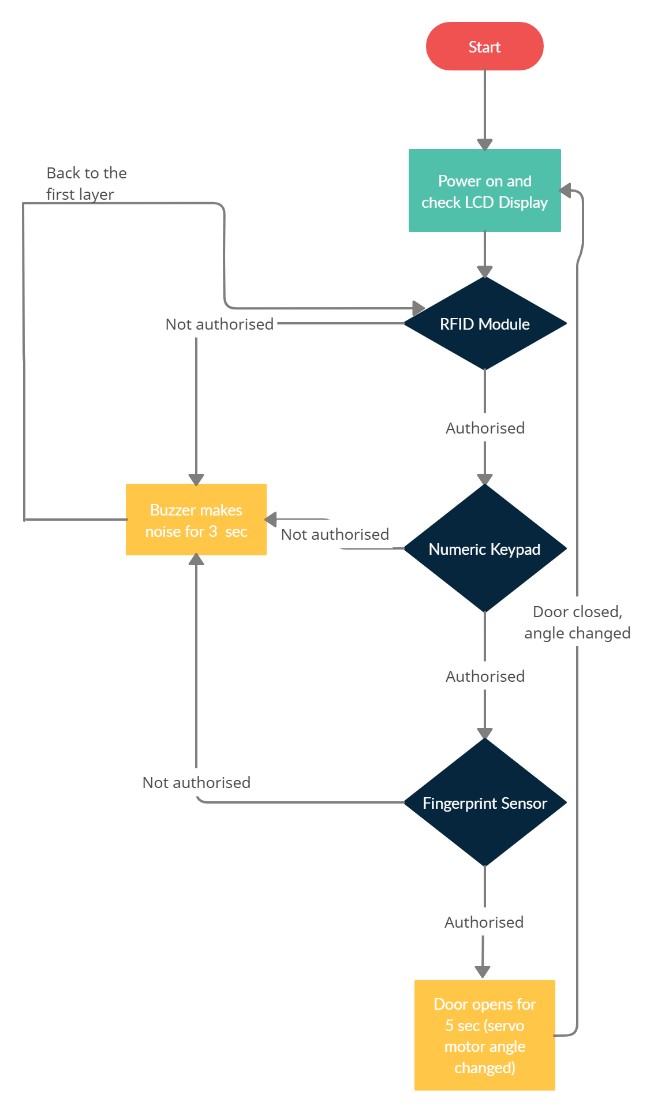 Start
Power on and
check LCD Display
Back to the
first layer
RFID Module
Not authorised
Authorised
Buzzer makes
noise for 3 sec
Not authorised
Numeric Keypad
Door closed,
angle changed
Authorised
Not authorised
Fingerprint Sensor
Authorised
Door opens for
5 sec (servo
motor angle
changed)